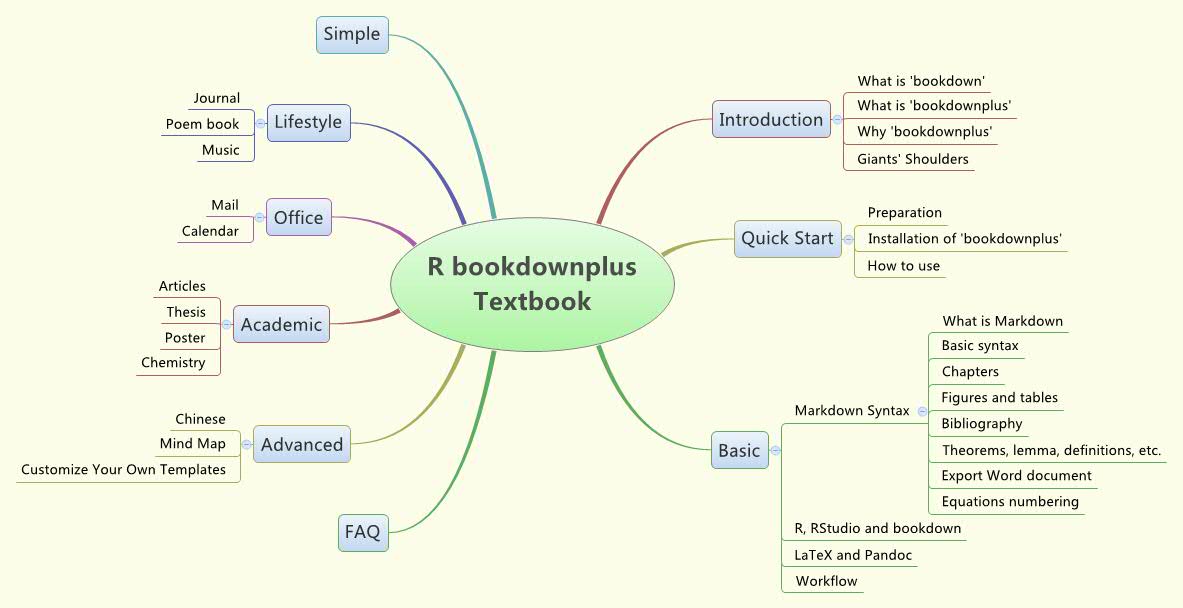 R bookdownplus
Textbook
Introduction
What is 'bookdown'
What is 'bookdownplus'
Why 'bookdownplus'
Giants' Shoulders
Quick Start
Preparation
Installation of 'bookdownplus'
How to use
Basic
Markdown Syntax
What is Markdown
Basic syntax
Chapters
Figures and tables
Bibliography
Theorems, lemma, definitions, etc.
Export Word document
Equations numbering
R, RStudio and bookdown
LaTeX and Pandoc
Workflow
Simple
Lifestyle
Journal
Poem book
Music
Office
Mail
Calendar
Academic
Articles
Thesis
Poster
Chemistry
Advanced
Chinese
Mind Map
Customize Your Own Templates
FAQ